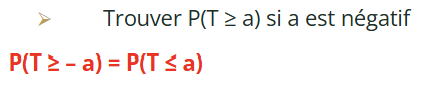 ➢ Trouver P(T ≥ a) si a est négatif
P(T ≥ – a) = P(T ≤ a)